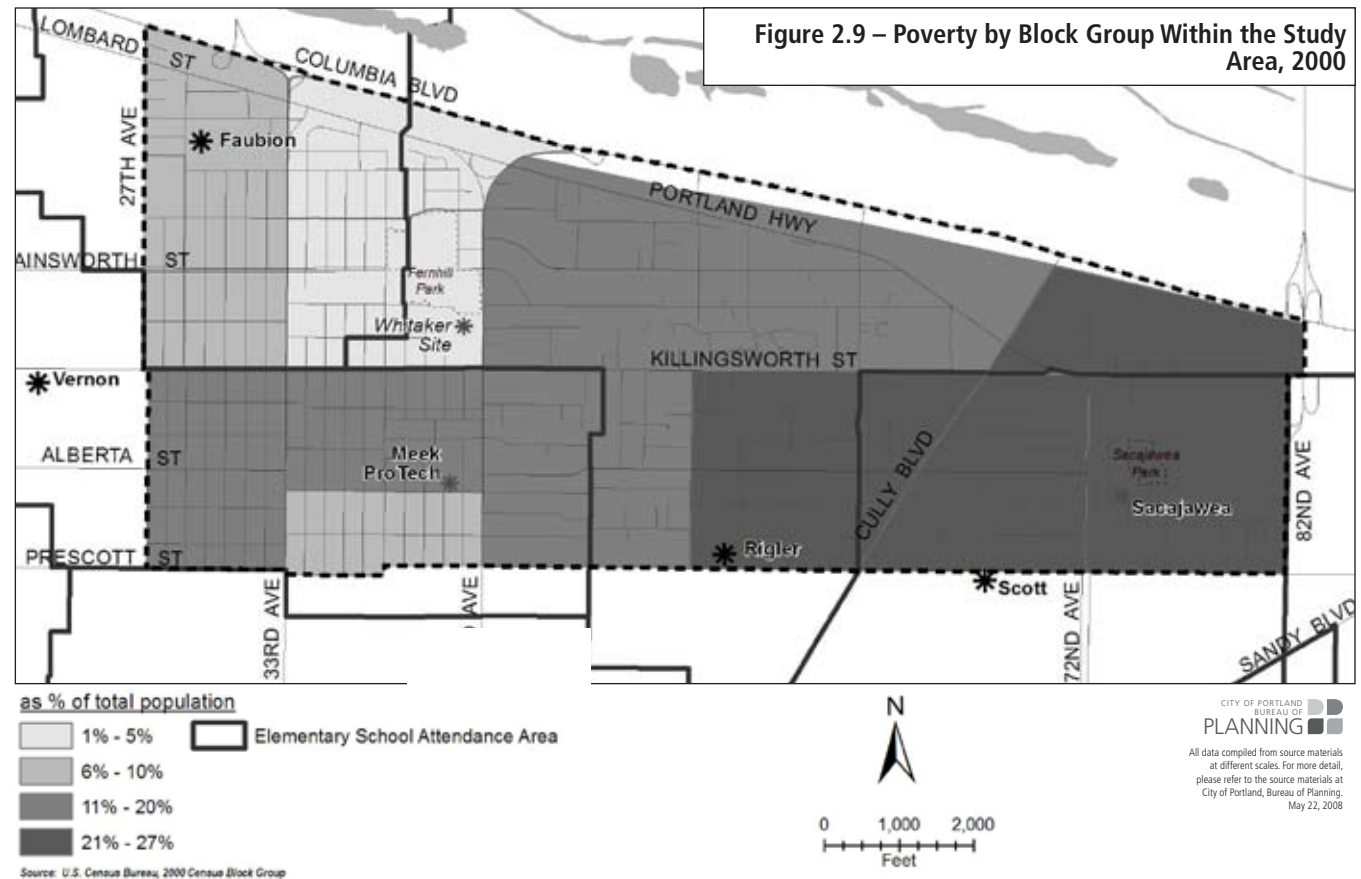 Figure 2.9 – Poverty by Block Group Within the Study
Area, 2000
LOMBARD ST
COLUMBIA BLVD
27TH AVE
Faubion
PORTLAND HWY
AINSWORTH ST
Fernhill
Park
Whitaker
Site
KILLINGSWORTH ST
Vernon
ALBERTA ST
Meek
ProTech
CULLY BLVD
Sacajawea
Park
Sacajawea
82ND AVE
PRESCOTT ST
Rigler
Scott
33RD AVE
AVE
72ND AVE
SANDY BLVD
as % of total population
1% - 5%
Elementary School Attendance Area
6% - 10%
11% - 20%
21% - 27%
Source: U.S. Census Bureau, 2000 Census Block Group
N
0 1,000 2,000
Feet
CITY OF PORTLAND
BUREAU OF
PLANNING
All data compiled from source materials
at different scales. For more detail,
please refer to the source materials at
City of Portland, Bureau of Planning.
May 22, 2008